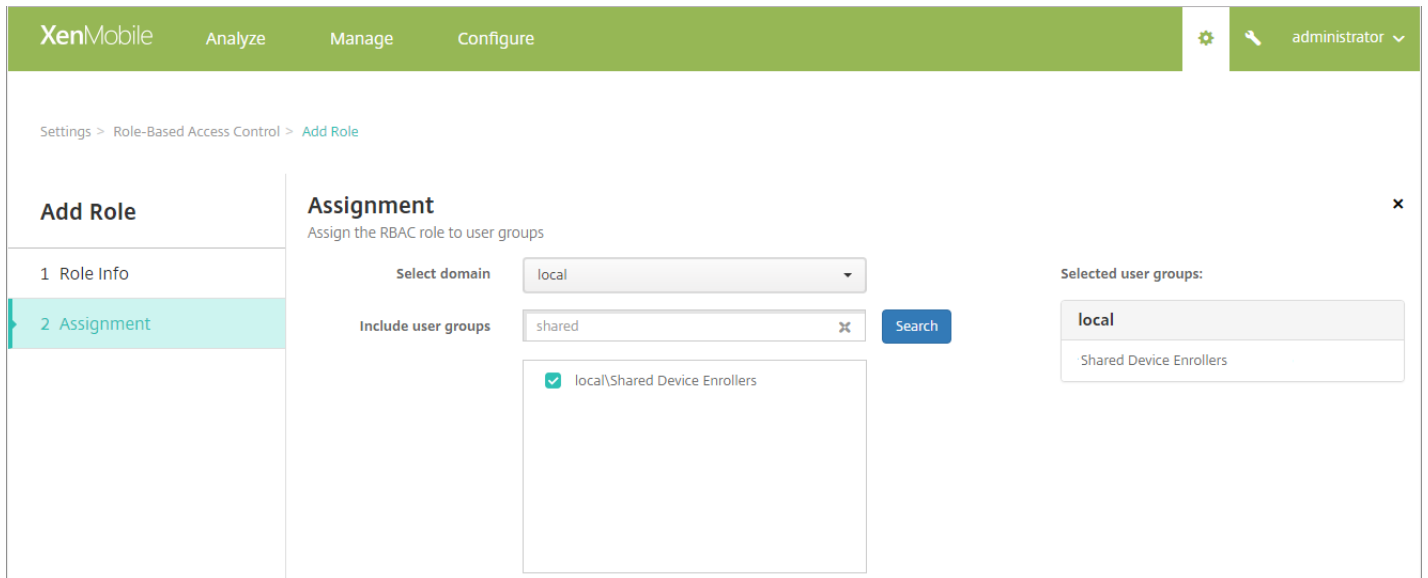 XenMobile Analyze Manage Configure administrator
Settings > Role-Based Access Control > Add Role
Add Role
1 Role Info
2 Assignment
Assignment
Assign the RBAC role to user groups
Select domain local
Include user groups shared Search
local\Shared Device Enrollers
Selected user groups:
local
Shared Device Enrollers